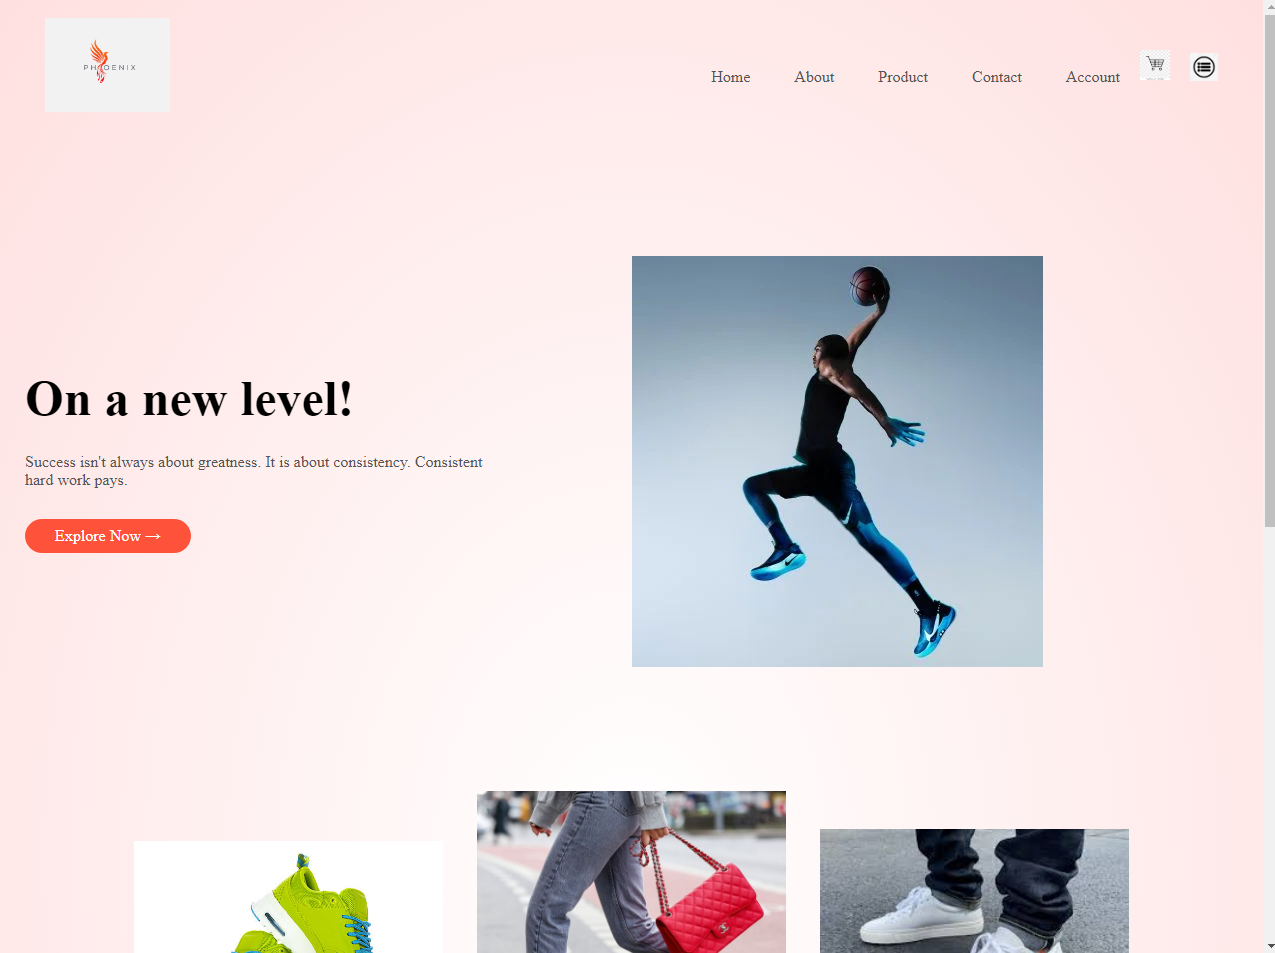 PHOENIX
Home
About
Product
Contact
Account
On a new level!
Success isn't always about greatness. It is about consistency. Consistent
hard work pays.
Explore Now →